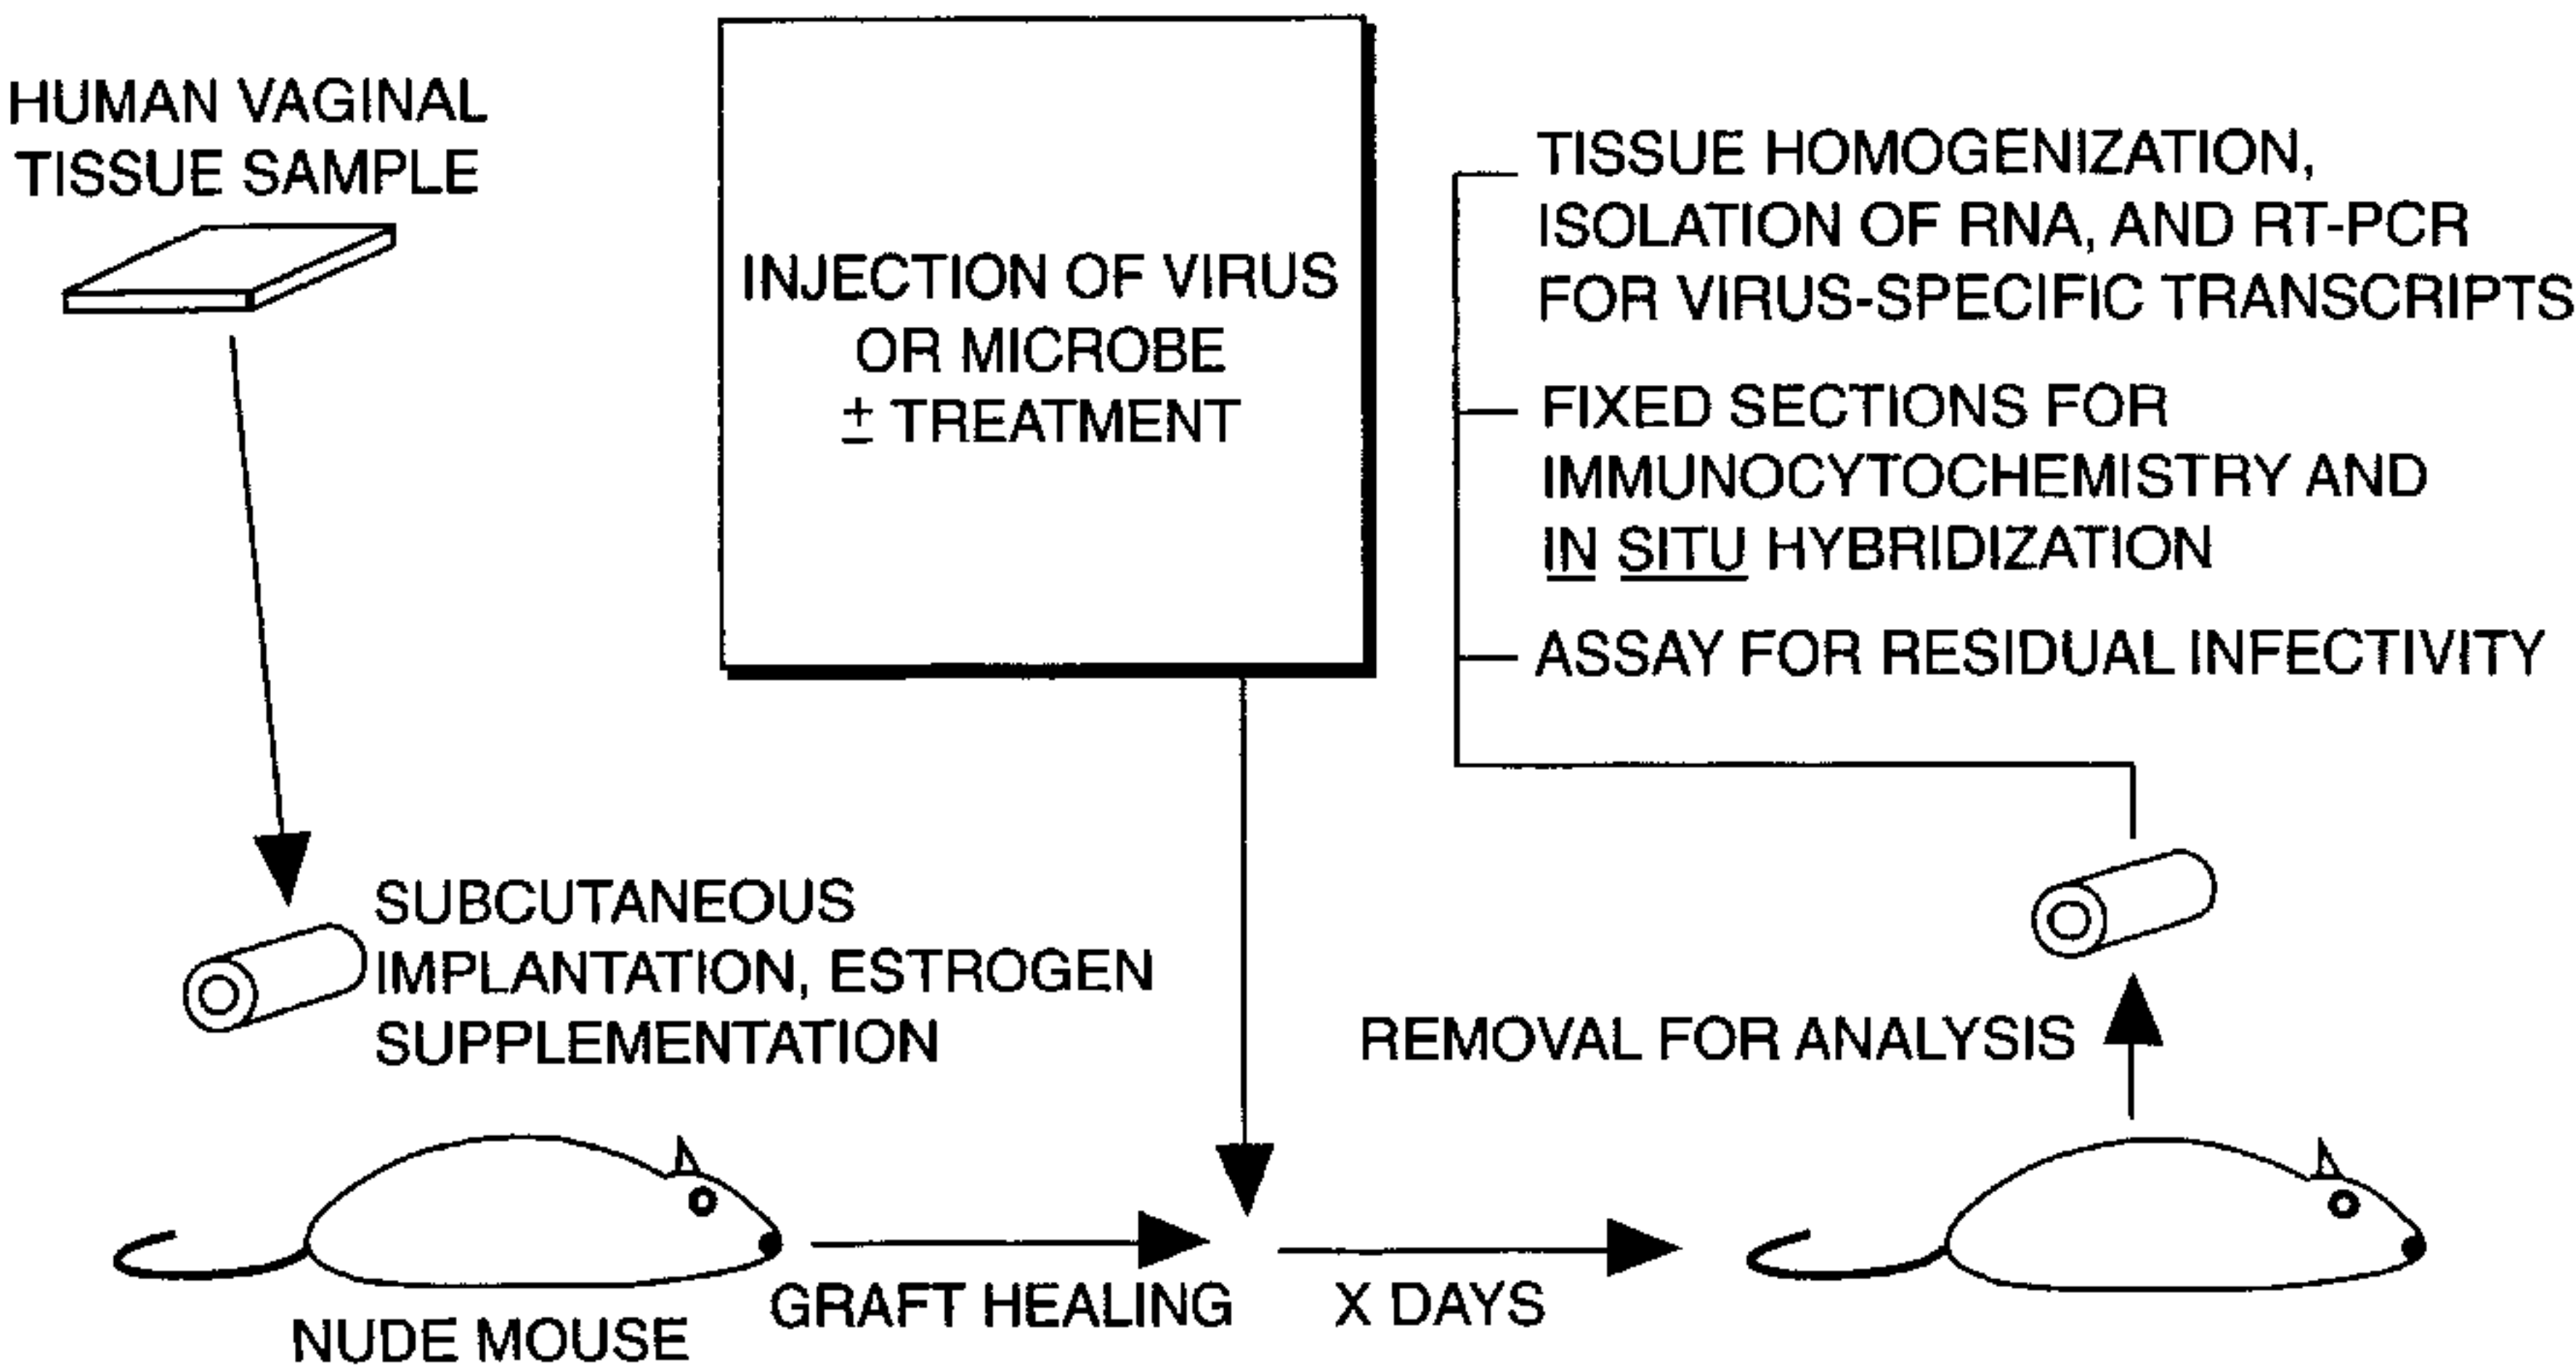 HUMAN VAGINAL
TISSUE SAMPLE
INJECTION OF VIRUS
OR MICROBE
± TREATMENT
TISSUE HOMOGENIZATION,
ISOLATION OF RNA, AND RT-PCR
FOR VIRUS-SPECIFIC TRANSCRIPTS
FIXED SECTIONS FOR
IMMUNOCYTOCHEMISTRY AND
IN SITU HYBRIDIZATION
ASSAY FOR RESIDUAL INFECTIVITY
SUBCUTANEOUS
IMPLANTATION, ESTROGEN
SUPPLEMENTATION
REMOVAL FOR ANALYSIS
NUDE MOUSE
GRAFT HEALING
X DAYS